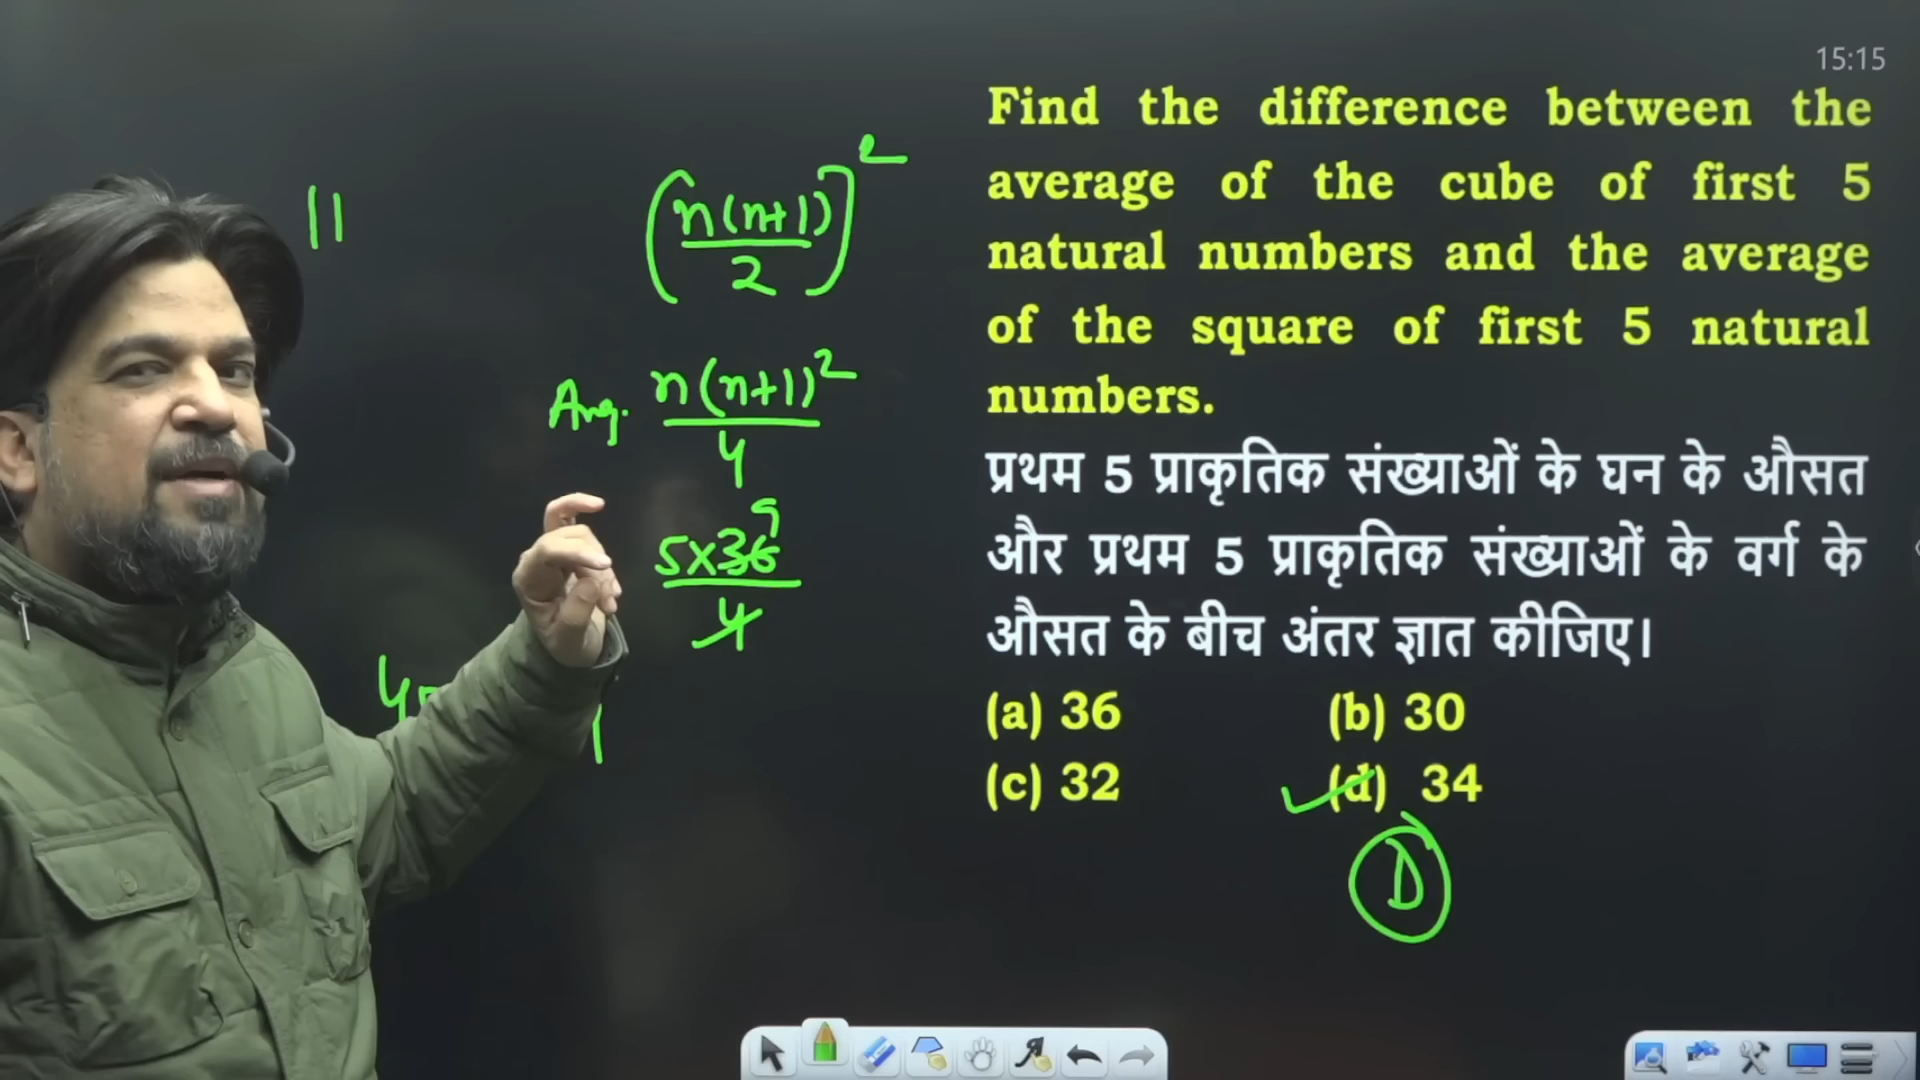 15:15
Find the difference between the
average of the cube of first 5
natural numbers and the average
of the square of first 5 natural
numbers.
प्रथम 5 प्राकृतिक संख्याओं के घन के औसत
और प्रथम 5 प्राकृतिक संख्याओं के वर्ग के
औसत के बीच अंतर ज्ञात कीजिए।
(a) 36 (b) 30
(c) 32 (d) 34
D
11
(n(n+1)/2)²
Avg. n(n+1)²/4
5×36/4 9